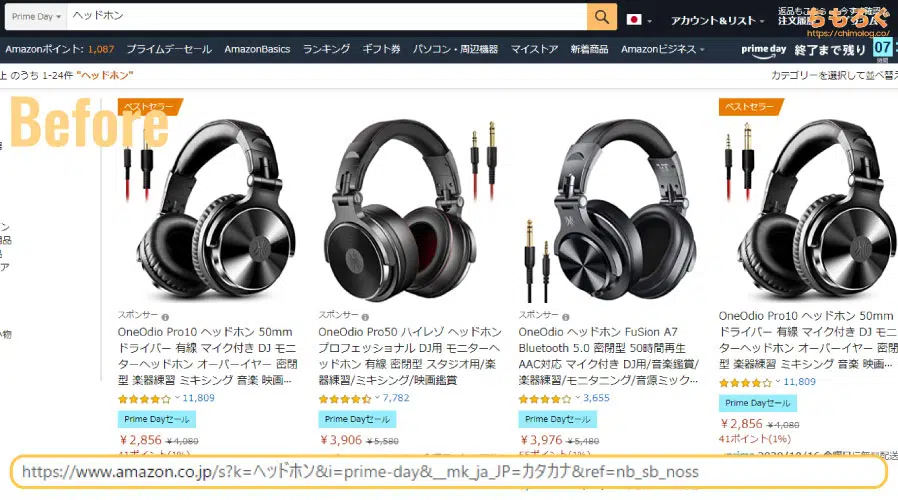 Prime Day
ヘッドホン
アカウント&リスト
ちもろぐ
https://chimolog.co/
Amazonポイント: 1,087
プライムデーセール
AmazonBasics
ランキング
ギフト券
パソコン・周辺機器
マイストア
新着商品
Amazonビジネス
prime day
終了まで残り
07
時間
上 のうち 1-24件 "ヘッドホン"
カテゴリーを選択して並べ替え
Before
ベストセラー
ベストセラー
スポンサー
OneOdio Pro10 ヘッドホン 50mm
ドライバー 有線 マイク付き DJ モニ
ターヘッドホン オーバーイヤー 密閉
型 楽器練習 ミキシング 音楽 映画...
11,809
Prime Dayセール
￥2,856 ￥4,080
41ポイント(1%)
スポンサー
OneOdio Pro50 ハイレゾ ヘッドホン
プロフェッショナル DJ用 モニターヘ
ッドホン 有線 密閉型 スタジオ用/楽
器練習/ミキシング/映画鑑賞
7,782
Prime Dayセール
￥3,906 ￥5,580
スポンサー
OneOdio ヘッドホン FuSion A7
Bluetooth 5.0 密閉型 50時間再生
AAC対応 マイク付き DJ用/音楽鑑賞/
楽器練習/モニタニング/音源ミック...
3,655
Prime Dayセール
￥3,976 ￥5,480
55ポイント(1%)
OneOdio Pro10 ヘッドホン 50mm
ドライバー 有線 マイク付き DJ モニ
ターヘッドホン オーバーイヤー 密閉
型 楽器練習 ミキシング 音楽 映画...
11,809
Prime Dayセール
￥2,856 ￥4,080
41ポイント(1%)
https://www.amazon.co.jp/s?k=ヘッドホン&i=prime-day&__mk_ja_JP=カタカナ&ref=nb_sb_noss